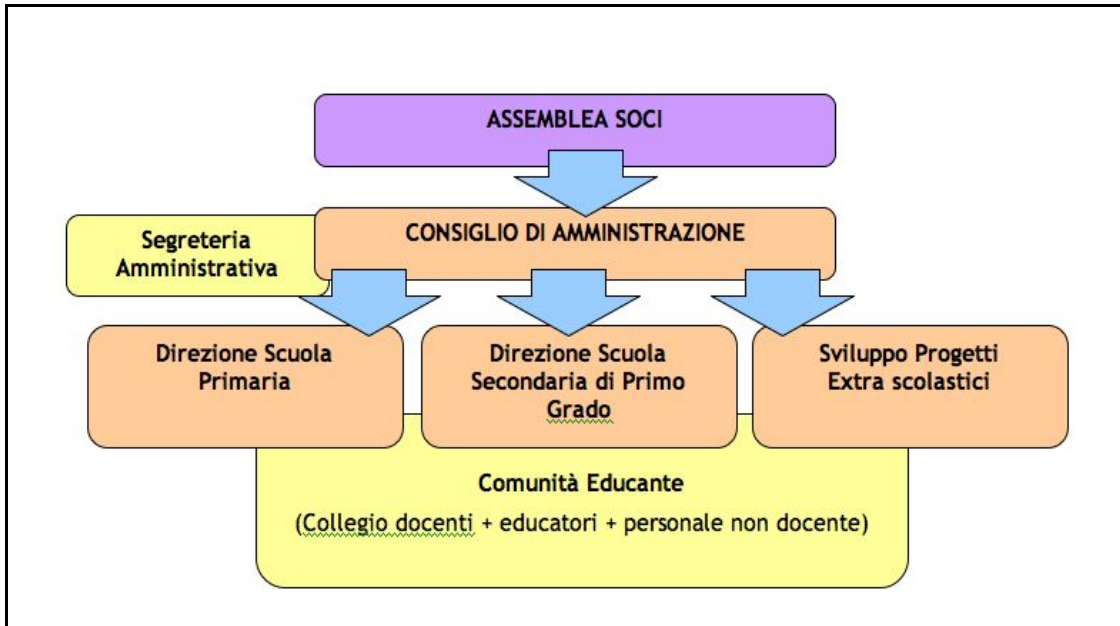 ASSEMBLEA SOCI
Segreteria
Amministrativa
CONSIGLIO DI AMMINISTRAZIONE
Direzione Scuola
Primaria
Direzione Scuola
Secondaria di Primo
Grado
Sviluppo Progetti
Extra scolastici
Comunità Educante
(Collegio docenti + educatori + personale non docente)